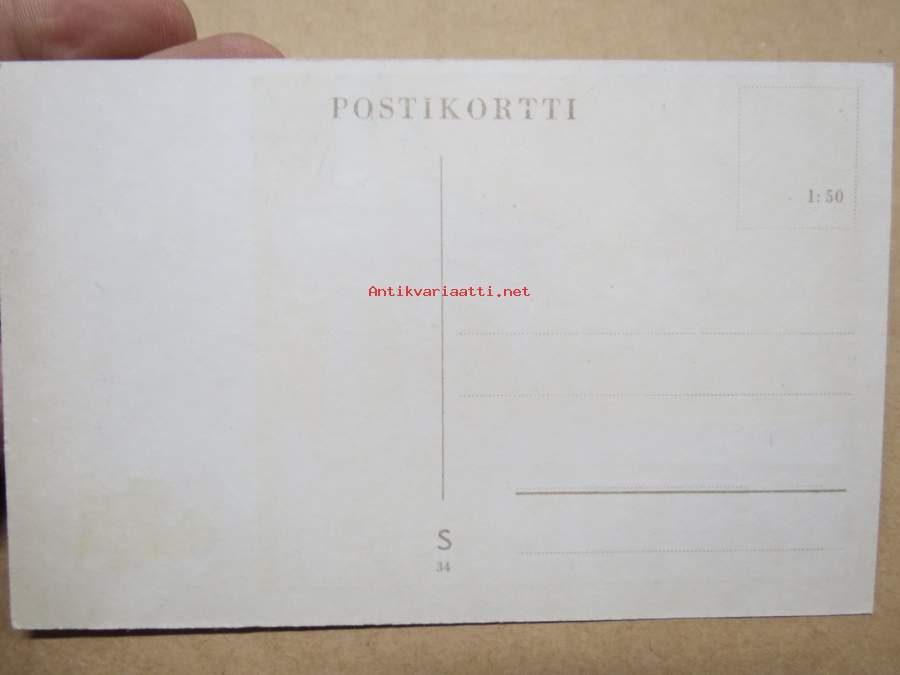 POSTIKORTTI
1:50
Antikvariaatti.net
S
34